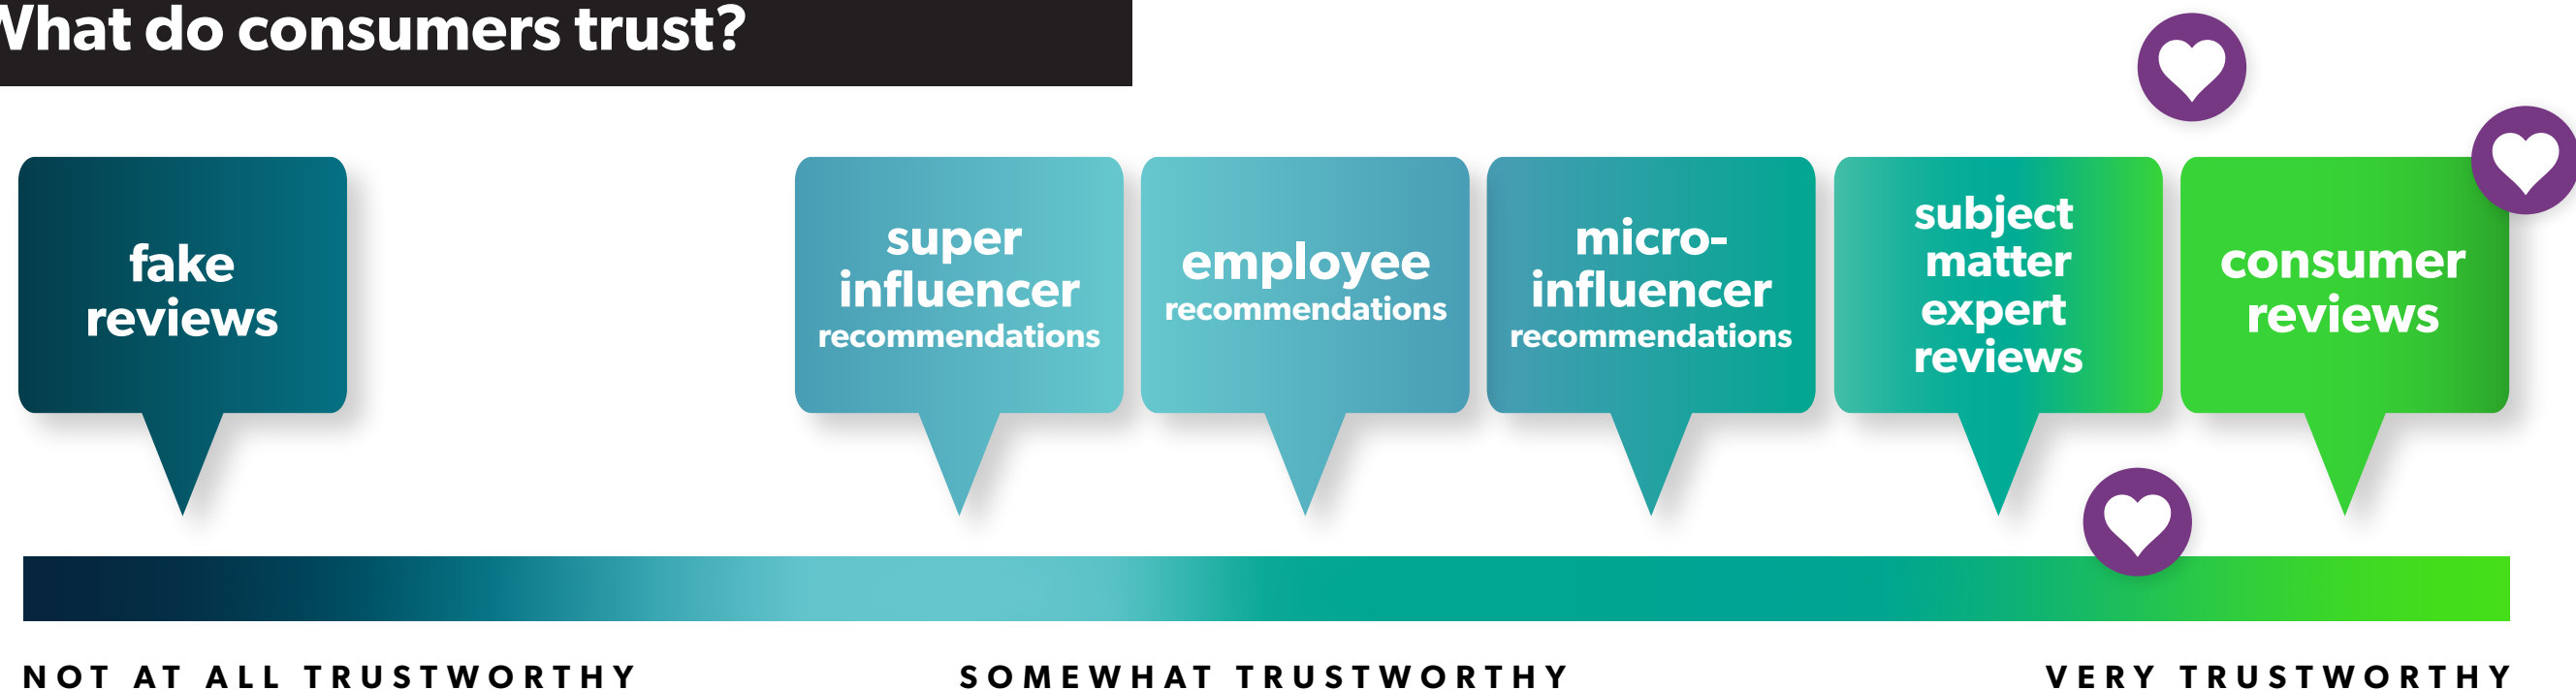 What do consumers trust?
fake
reviews
super
influencer
recommendations
employee
recommendations
micro-
influencer
recommendations
subject
matter
expert
reviews
consumer
reviews
NOT AT ALL TRUSTWORTHY
SOMEWHAT TRUSTWORTHY
VERY TRUSTWORTHY